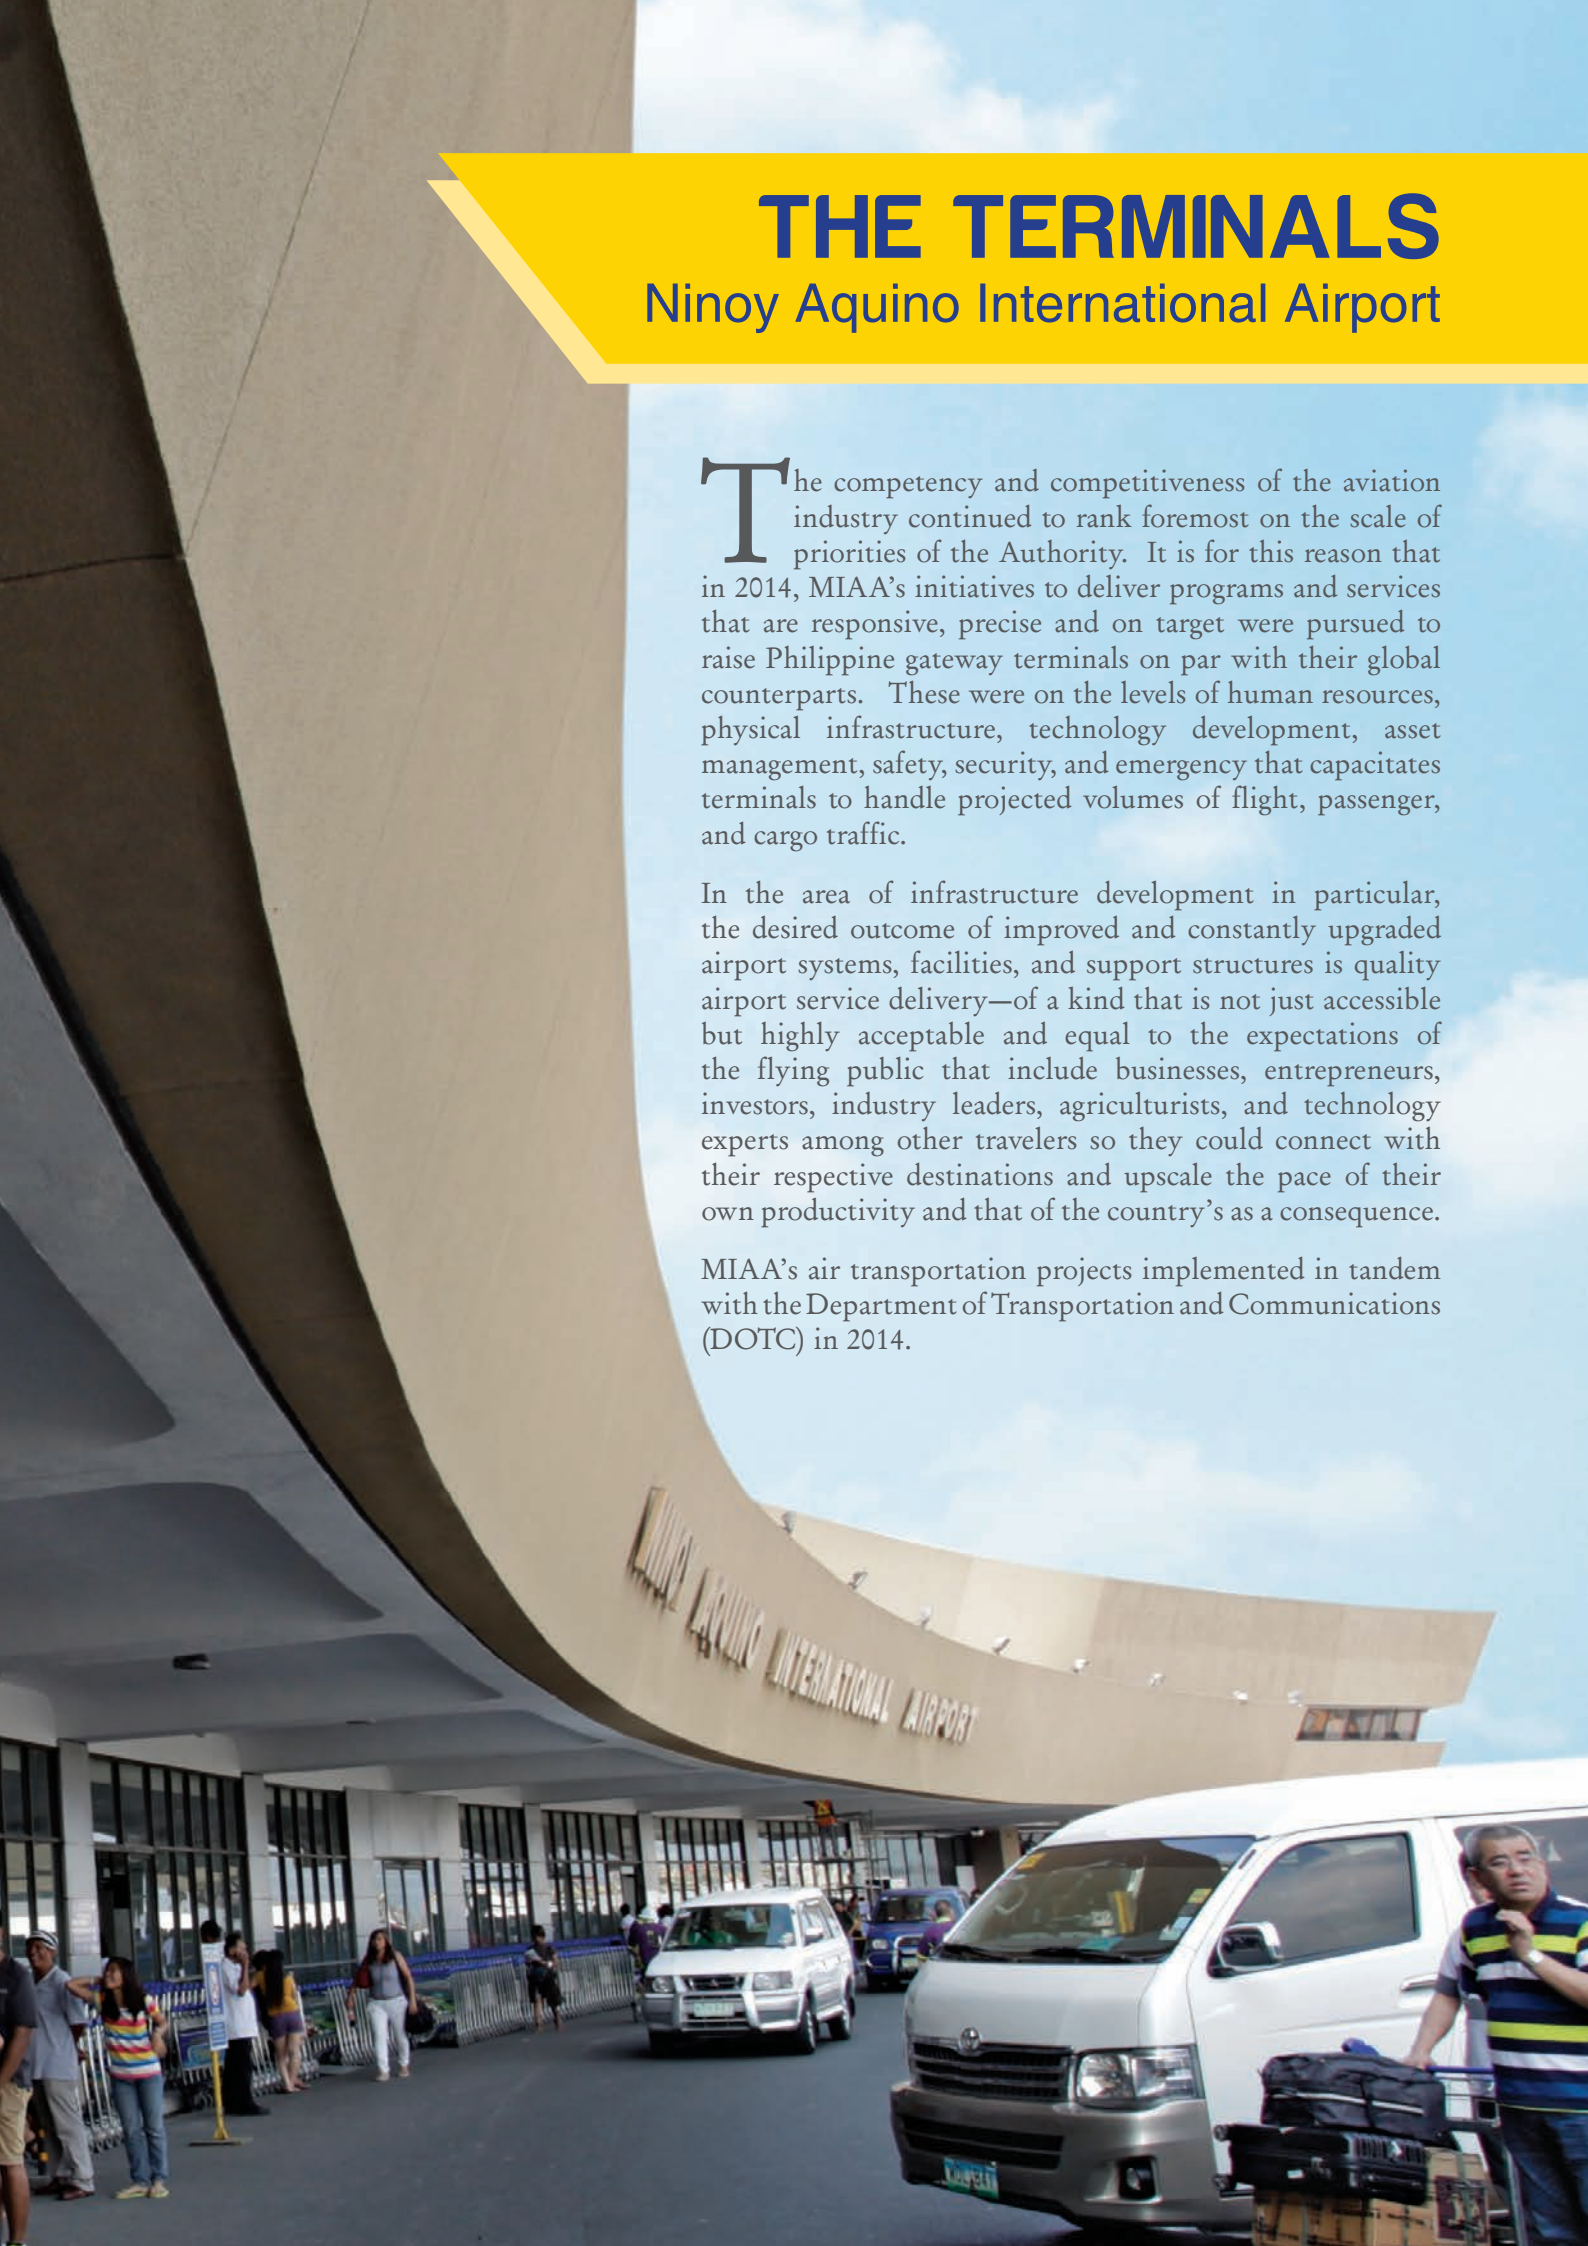 THE TERMINALS
Ninoy Aquino International Airport
The competency and competitiveness of the aviation
industry continued to rank foremost on the scale of
priorities of the Authority.  It is for this reason that
in 2014, MIAA’s initiatives to deliver programs and services
that are responsive, precise and on target were pursued to
raise Philippine gateway terminals on par with their global
counterparts.  These were on the levels of human resources,
physical infrastructure, technology development, asset
management, safety, security, and emergency that capacitates
terminals to handle projected volumes of flight, passenger,
and cargo traffic.
In the area of infrastructure development in particular,
the desired outcome of improved and constantly upgraded
airport systems, facilities, and support structures is quality
airport service delivery—of a kind that is not just accessible
but highly acceptable and equal to the expectations of
the flying public that include businesses, entrepreneurs,
investors, industry leaders, agriculturists, and technology
experts among other travelers so they could connect with
their respective destinations and upscale the pace of their
own productivity and that of the country’s as a consequence.
MIAA’s air transportation projects implemented in tandem
with the Department of Transportation and Communications
(DOTC) in 2014.
NINOY AQUINO INTERNATIONAL AIRPORT